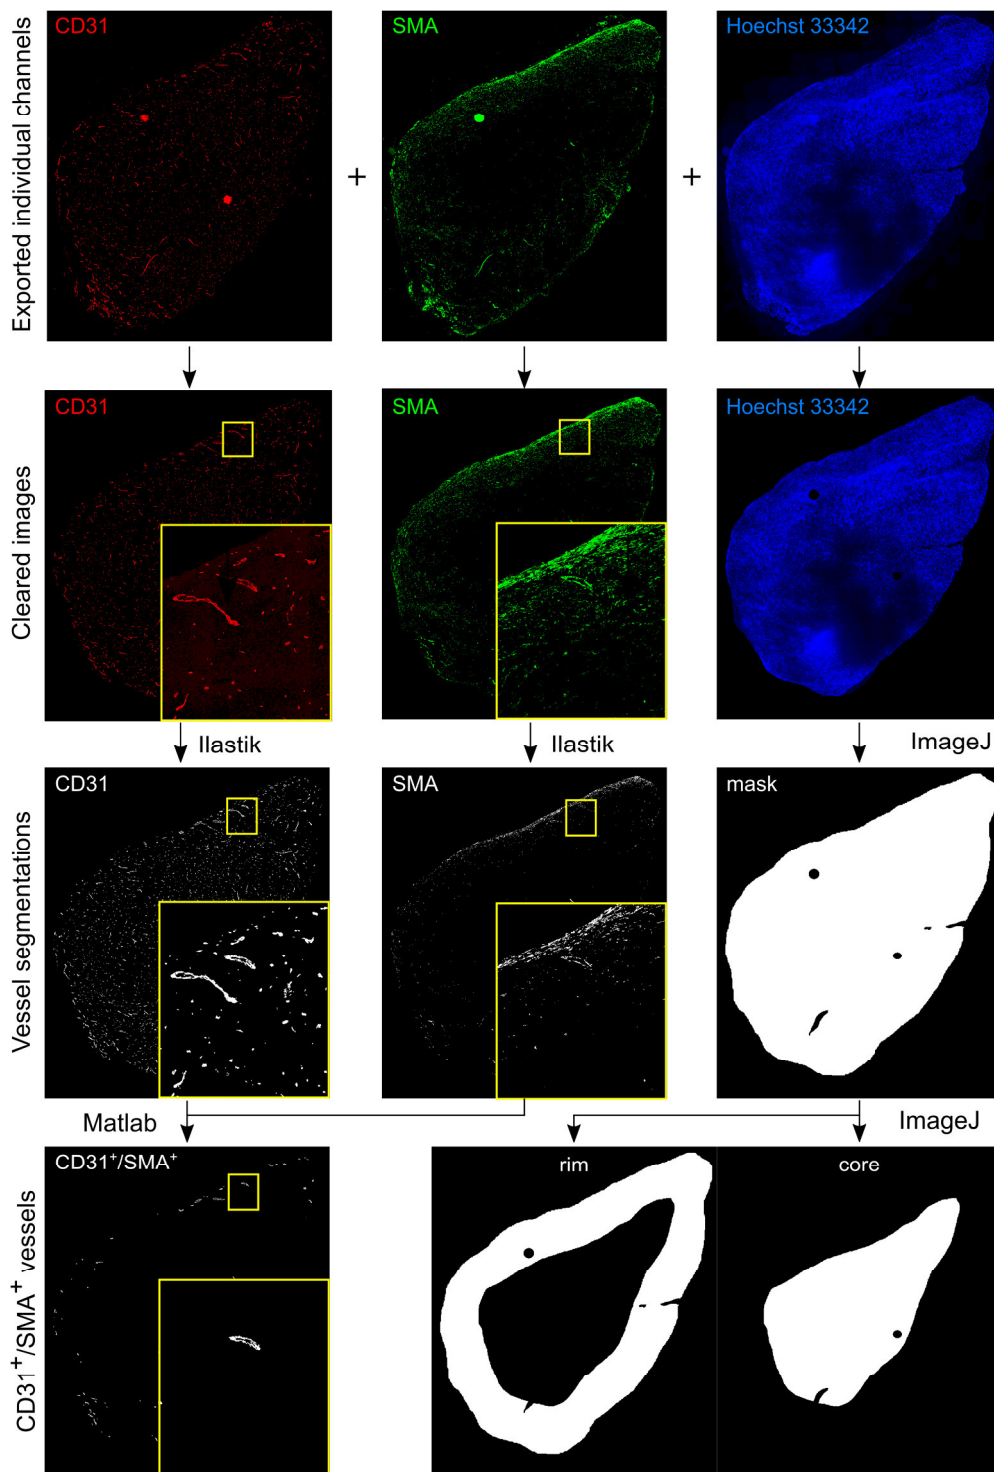 Exported individual channels
CD31
+
SMA
+
Hoechst 33342
Cleared images
CD31
SMA
Hoechst 33342
Ilastik
Ilastik
ImageJ
Vessel segmentations
CD31
SMA
mask
Matlab
ImageJ
CD31⁺/SMA⁺ vessels
CD31⁺/SMA⁺
rim
core